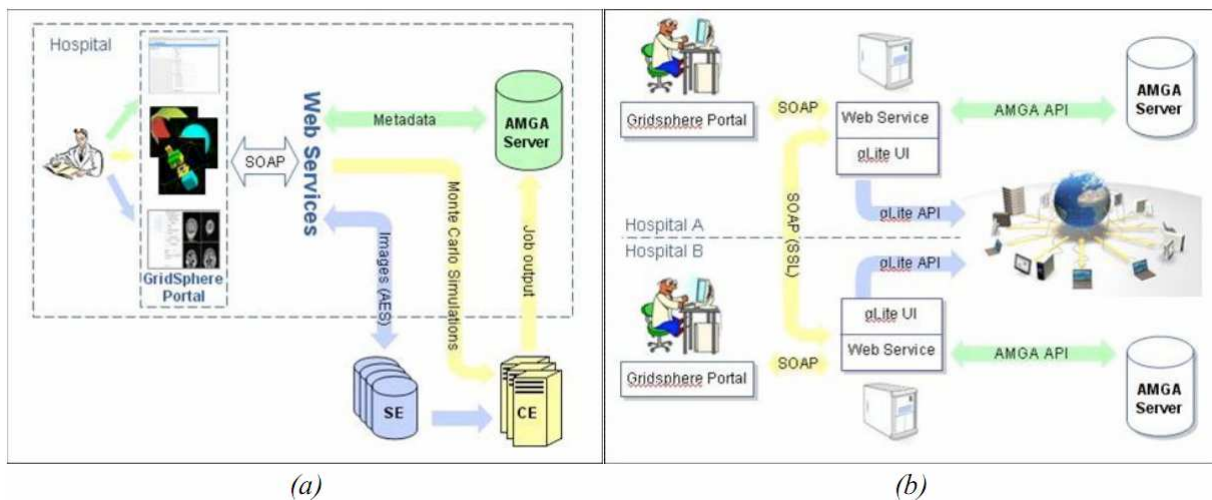 Hospital
GridSphere
Portal
SOAP
Web Services
Metadata
AMGA
Server
Monte Carlo Simulations
Images (AES)
Job output
SE
CE
(a)
Gridsphere Portal
SOAP
Web Service
gLite UI
AMGA API
AMGA
Server
gLite API
SOAP (SSL)
Hospital A
Hospital B
gLite API
gLite UI
Web Service
Gridsphere Portal
SOAP
AMGA API
AMGA
Server
(b)